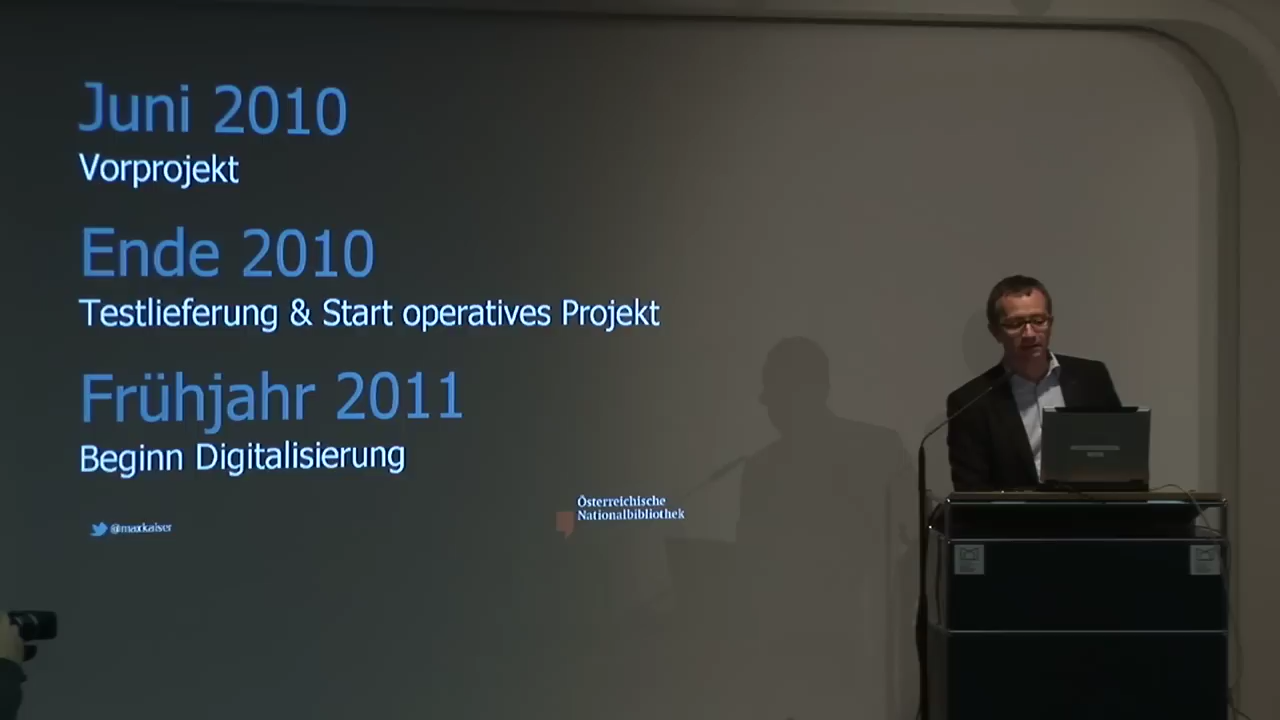 Juni 2010
Vorprojekt
Ende 2010
Testlieferung & Start operatives Projekt
Frühjahr 2011
Beginn Digitalisierung
@maxkaiser
Österreichische
Nationalbibliothek